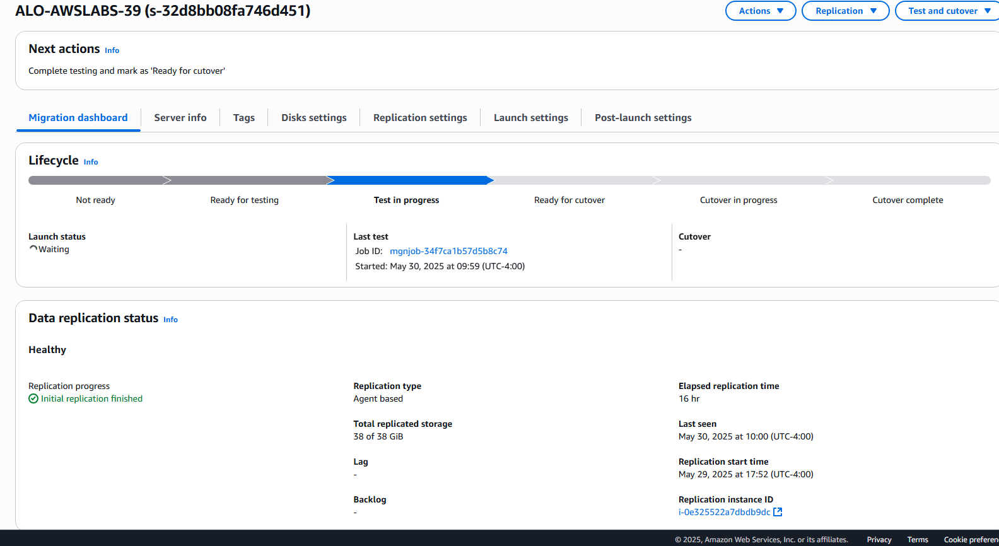 ALO-AWSLABS-39 (s-32d8bb08fa746d451)
Actions
Replication
Test and cutover
Next actions Info
Complete testing and mark as 'Ready for cutover'
Migration dashboard
Server info
Tags
Disks settings
Replication settings
Launch settings
Post-launch settings
Lifecycle Info
Not ready
Ready for testing
Test in progress
Ready for cutover
Cutover in progress
Cutover complete
Launch status
Waiting
Last test
Job ID: mgnjob-34f7ca1b57d5b8c74
Started: May 30, 2025 at 09:59 (UTC-4:00)
Cutover
-
Data replication status Info
Healthy
Replication progress
Initial replication finished
Replication type
Agent based
Total replicated storage
38 of 38 GiB
Lag
-
Backlog
-
Elapsed replication time
16 hr
Last seen
May 30, 2025 at 10:00 (UTC-4:00)
Replication start time
May 29, 2025 at 17:52 (UTC-4:00)
Replication instance ID
i-0e325522a7dbdb9dc
© 2025, Amazon Web Services, Inc. or its affiliates.
Privacy
Terms
Cookie preferen